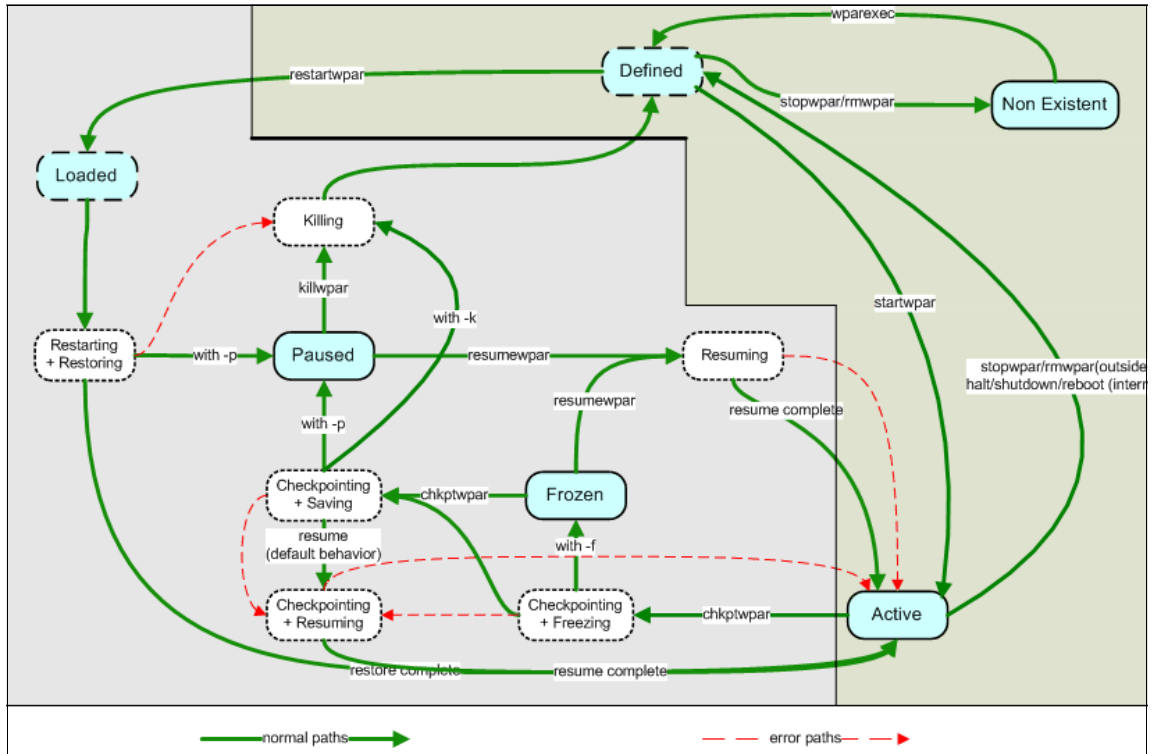 wparexec
restartwpar
Defined
stopwpar/rmwpar
Non Existent
Loaded
Killing
killwpar
with -k
startwpar
Restarting
+ Restoring
with -p
Paused
resumewpar
Resuming
stopwpar/rmwpar(outside
halt/shutdown/reboot (interr
resumewpar
resume complete
with -p
Checkpointing
+ Saving
chkptwpar
Frozen
resume
(default behavior)
with -f
Checkpointing
+ Resuming
Checkpointing
+ Freezing
chkptwpar
Active
restore complete
resume complete
normal paths
error paths